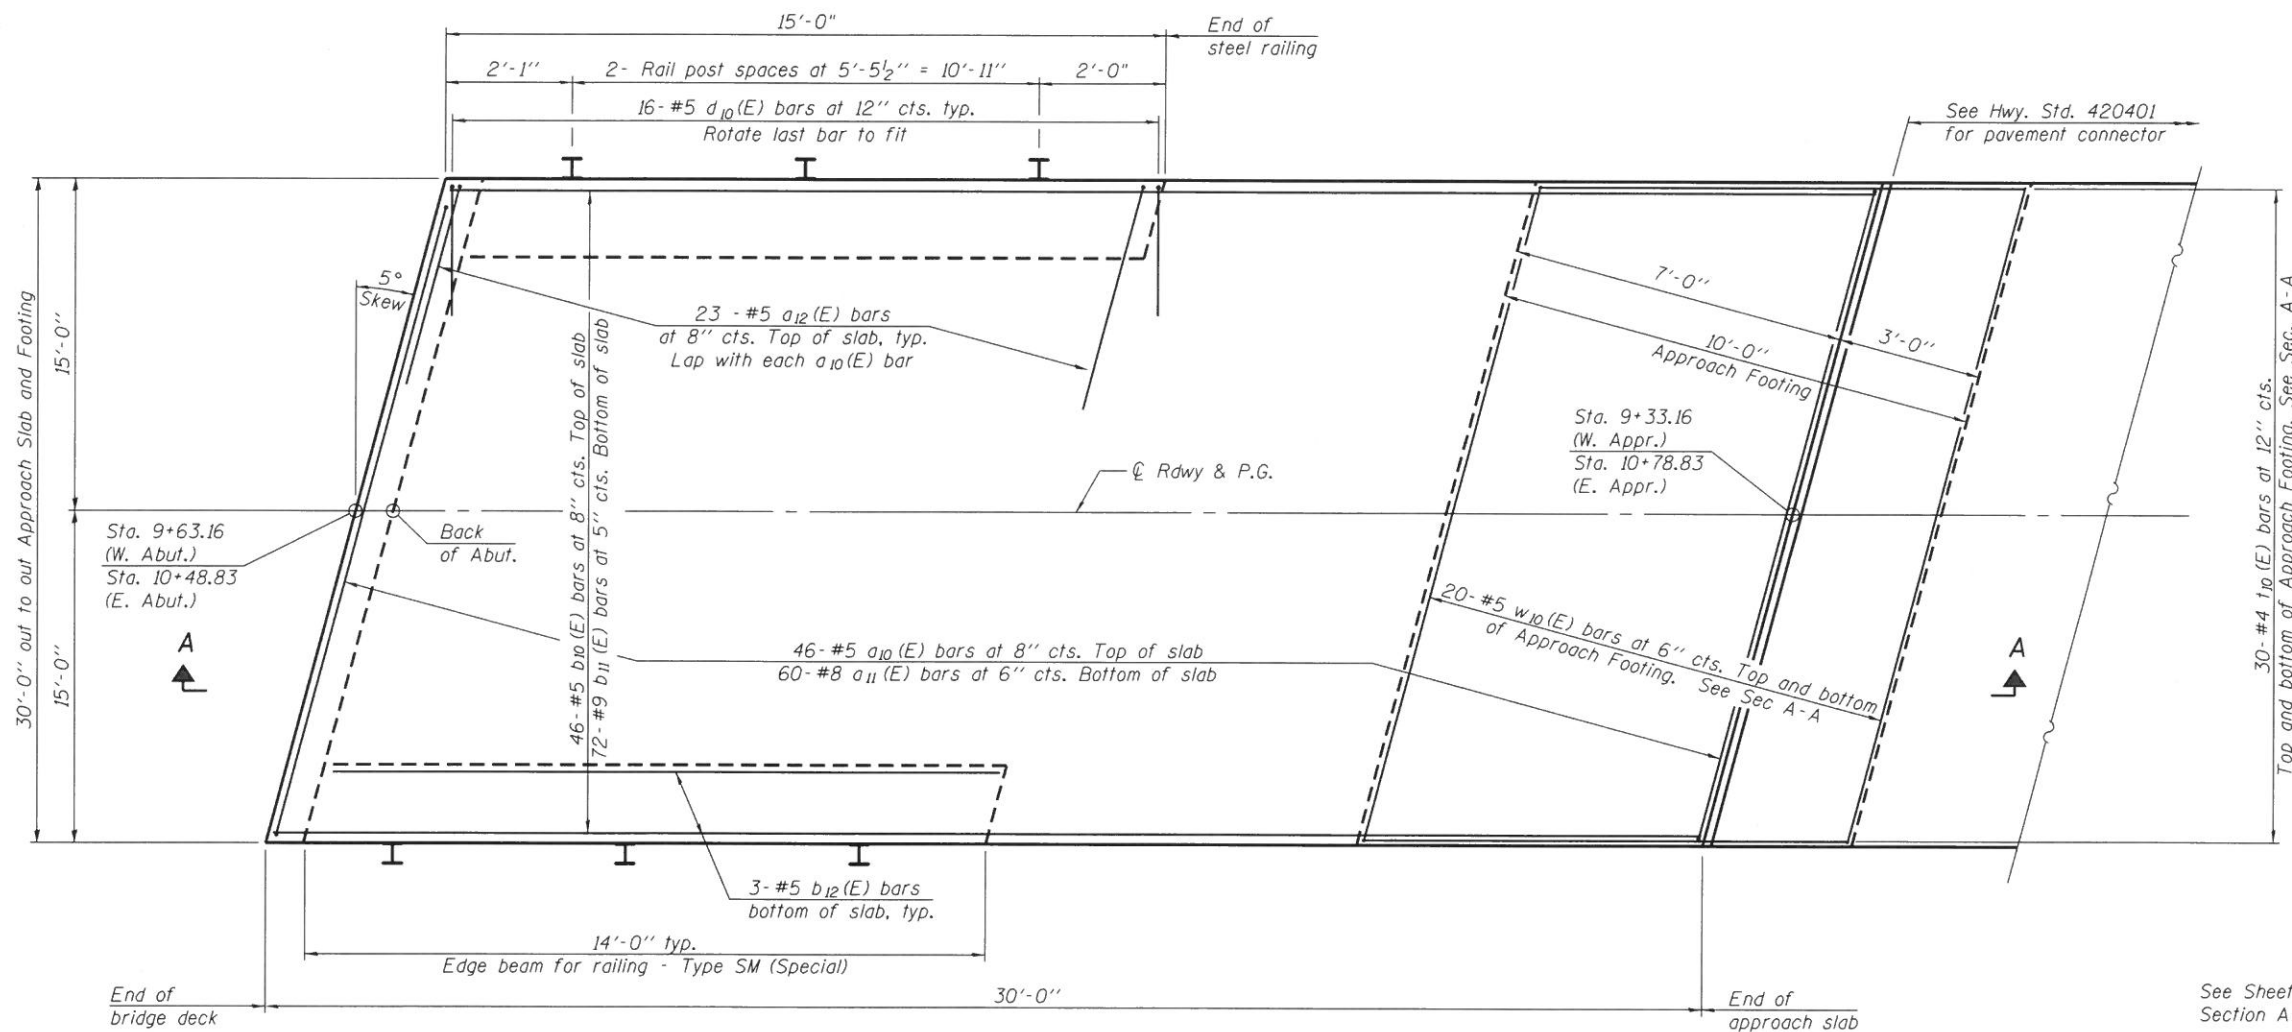 15'-0"
End of
steel railing
2'-1"
2- Rail post spaces at 5'-5½" = 10'-11"
2'-0"
16- #5 d10(E) bars at 12" cts. typ.
Rotate last bar to fit
See Hwy. Std. 420401
for pavement connector
30'-0" out to out Approach Slab and Footing
15'-0"
15'-0"
5°
Skew
23 - #5 a12(E) bars
at 8" cts. Top of slab, typ.
Lap with each a10(E) bar
46- #5 b10(E) bars at 8" cts. Top of slab
72- #9 b11(E) bars at 5" cts. Bottom of slab
7'-0"
10'-0"
Approach Footing
3'-0"
Sta. 9+33.16
(W. Appr.)
Sta. 10+78.83
(E. Appr.)
℄ Rdwy & P.G.
Sta. 9+63.16
(W. Abut.)
Sta. 10+48.83
(E. Abut.)
Back
of Abut.
30- #4 t10(E) bars at 12" cts.
Top and bottom of Approach Footing. See Sec. A-A
A
46- #5 a10(E) bars at 8" cts. Top of slab
60- #8 a11(E) bars at 6" cts. Bottom of slab
20- #5 w10(E) bars at 6" cts. Top and bottom
of Approach Footing. See Sec A-A
A
3- #5 b12(E) bars
bottom of slab, typ.
14'-0" typ.
Edge beam for railing - Type SM (Special)
End of
bridge deck
30'-0"
End of
approach slab
See Sheet
Section A